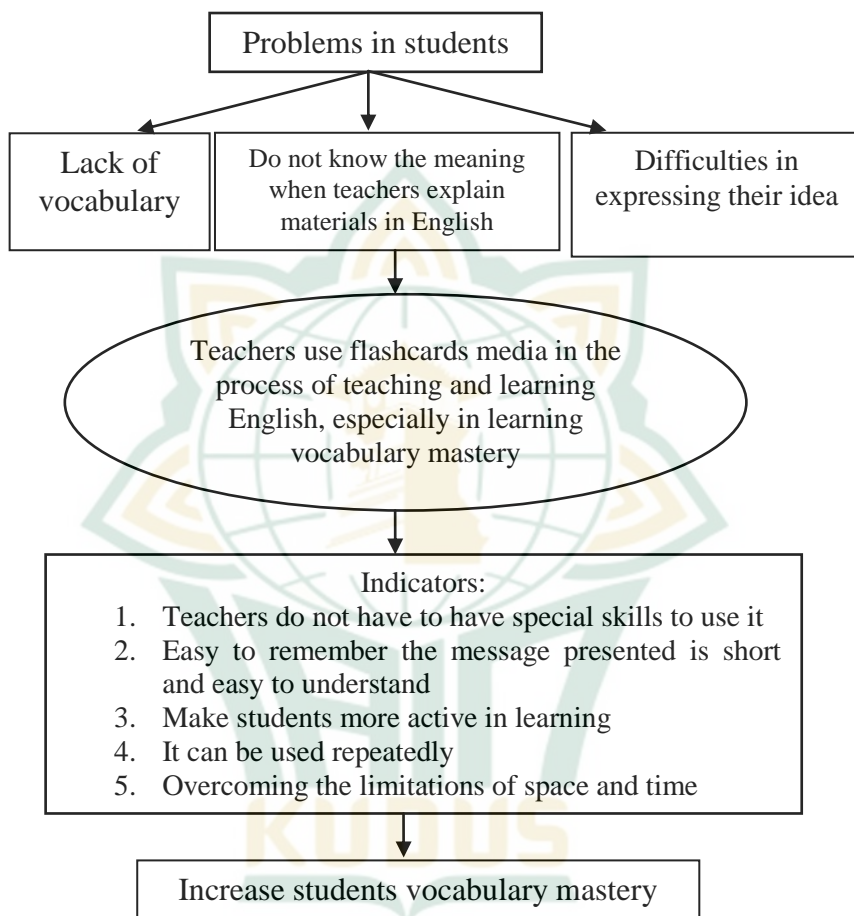 Problems in students
Lack of
vocabulary
Do not know the meaning
when teachers explain
materials in English
Difficulties in
expressing their idea
Teachers use flashcards media in the
process of teaching and learning
English, especially in learning
vocabulary mastery
Indicators:
1. Teachers do not have to have special skills to use it
2. Easy to remember the message presented is short
and easy to understand
3. Make students more active in learning
4. It can be used repeatedly
5. Overcoming the limitations of space and time
KUDUS
Increase students vocabulary mastery